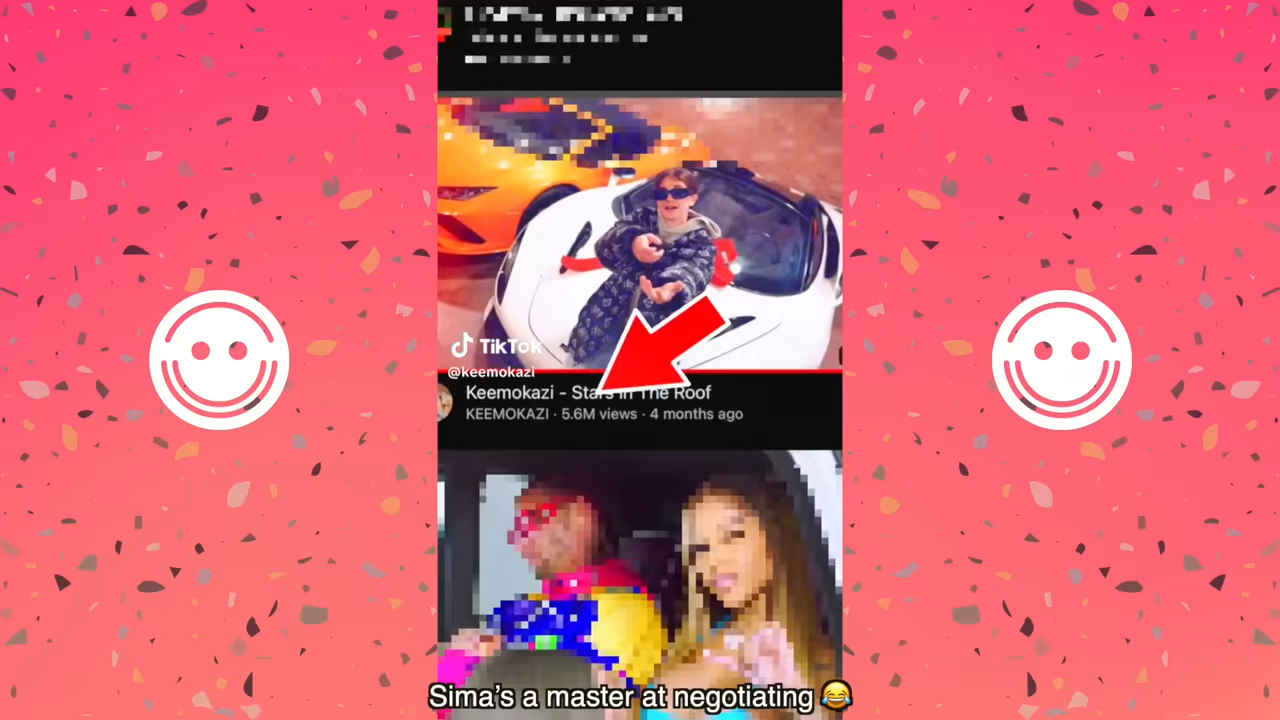 TikTok
@keemokazi
Keemokazi - Stars In The Roof
KEEMOKAZI · 5.6M views · 4 months ago
Sima's a master at negotiating 😂